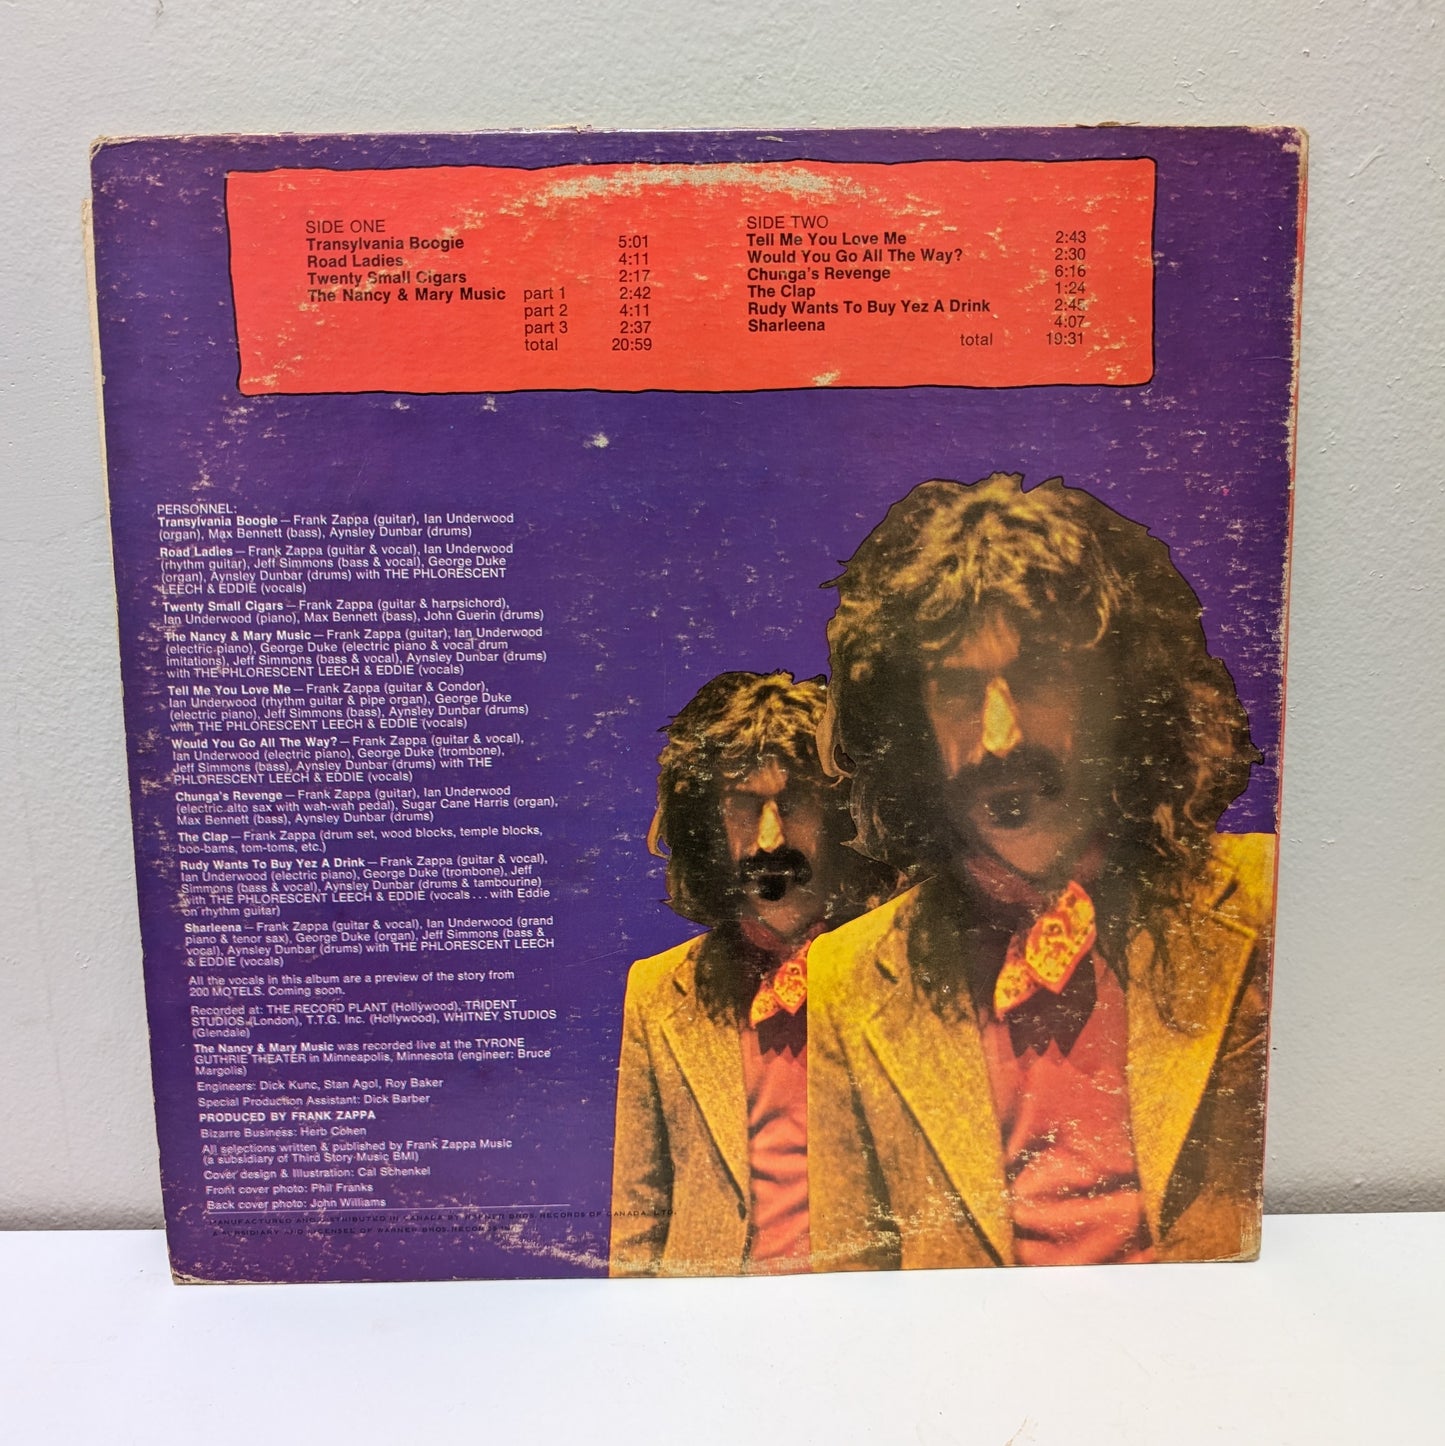 SIDE ONE
Transylvania Boogie 5:01
Road Ladies 4:11
Twenty Small Cigars 2:17
The Nancy & Mary Music part 1 2:42
part 2 4:11
part 3 2:37
total 20:59
SIDE TWO
Tell Me You Love Me 2:43
Would You Go All The Way? 2:30
Chunga's Revenge 6:16
The Clap 1:24
Rudy Wants To Buy Yez A Drink 2:45
Sharleena 4:07
total 19:31
PERSONNEL:
Transylvania Boogie — Frank Zappa (guitar), Ian Underwood
(organ), Max Bennett (bass), Aynsley Dunbar (drums)
Road Ladies — Frank Zappa (guitar & vocal), Ian Underwood
(rhythm guitar), Jeff Simmons (bass & vocal), George Duke
(organ), Aynsley Dunbar (drums) with THE PHLORESCENT
LEECH & EDDIE (vocals)
Twenty Small Cigars — Frank Zappa (guitar & harpsichord),
Ian Underwood (piano), Max Bennett (bass), John Guerin (drums)
The Nancy & Mary Music — Frank Zappa (guitar), Ian Underwood
(electric piano), George Duke (electric piano & vocal drum
imitations), Jeff Simmons (bass & vocal), Aynsley Dunbar (drums)
with THE PHLORESCENT LEECH & EDDIE (vocals)
Tell Me You Love Me — Frank Zappa (guitar & Condor),
Ian Underwood (rhythm guitar & pipe organ), George Duke
(electric piano), Jeff Simmons (bass), Aynsley Dunbar (drums)
with THE PHLORESCENT LEECH & EDDIE (vocals)
Would You Go All The Way? — Frank Zappa (guitar & vocal),
Ian Underwood (electric piano), George Duke (trombone),
Jeff Simmons (bass), Aynsley Dunbar (drums) with THE
PHLORESCENT LEECH & EDDIE (vocals)
Chunga's Revenge — Frank Zappa (guitar), Ian Underwood
(electric alto sax with wah-wah pedal), Sugar Cane Harris (organ),
Max Bennett (bass), Aynsley Dunbar (drums)
The Clap — Frank Zappa (drum set, wood blocks, temple blocks,
boo-bams, tom-toms, etc.)
Rudy Wants To Buy Yez A Drink — Frank Zappa (guitar & vocal),
Ian Underwood (electric piano), George Duke (trombone), Jeff
Simmons (bass & vocal), Aynsley Dunbar (drums & tambourine)
with THE PHLORESCENT LEECH & EDDIE (vocals . . . with Eddie
on rhythm guitar)
Sharleena — Frank Zappa (guitar & vocal), Ian Underwood (grand
piano & tenor sax), George Duke (organ), Jeff Simmons (bass &
vocal), Aynsley Dunbar (drums) with THE PHLORESCENT LEECH
& EDDIE (vocals)
All the vocals in this album are a preview of the story from
200 MOTELS. Coming soon.
Recorded at: THE RECORD PLANT (Hollywood), TRIDENT
STUDIOS (London), T.T.G. Inc. (Hollywood), WHITNEY STUDIOS
(Glendale)
The Nancy & Mary Music was recorded live at the TYRONE
GUTHRIE THEATER in Minneapolis, Minnesota (engineer: Bruce
Margolis)
Engineers: Dick Kunc, Stan Agol, Roy Baker
Special Production Assistant: Dick Barber
PRODUCED BY FRANK ZAPPA
Bizarre Business: Herb Cohen
All selections written & published by Frank Zappa Music
(a subsidiary of Third Story Music BMI)
Cover design & Illustration: Cal Schenkel
Front cover photo: Phil Franks
Back cover photo: John Williams
MANUFACTURED AND DISTRIBUTED IN CANADA BY WARNER BROS. RECORDS OF CANADA, LTD.
A SUBSIDIARY AND LICENSEE OF WARNER BROS. RECORDS